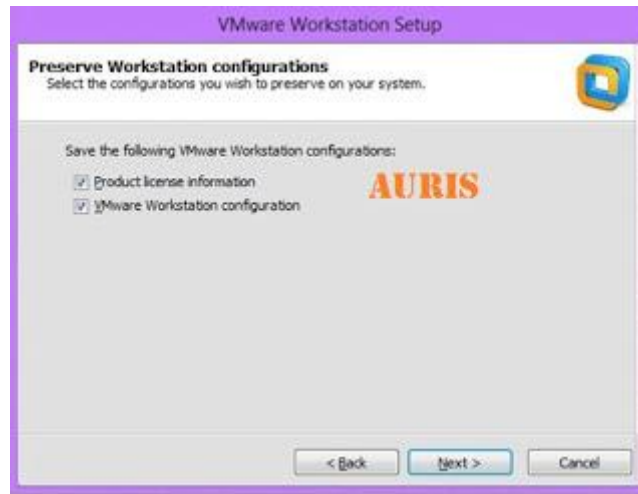 VMware Workstation Setup
Preserve Workstation configurations
Select the configurations you wish to preserve on your system.
Save the following VMware Workstation configurations:
Product license information
AURIS
VMware Workstation configuration
< Back
Next >
Cancel